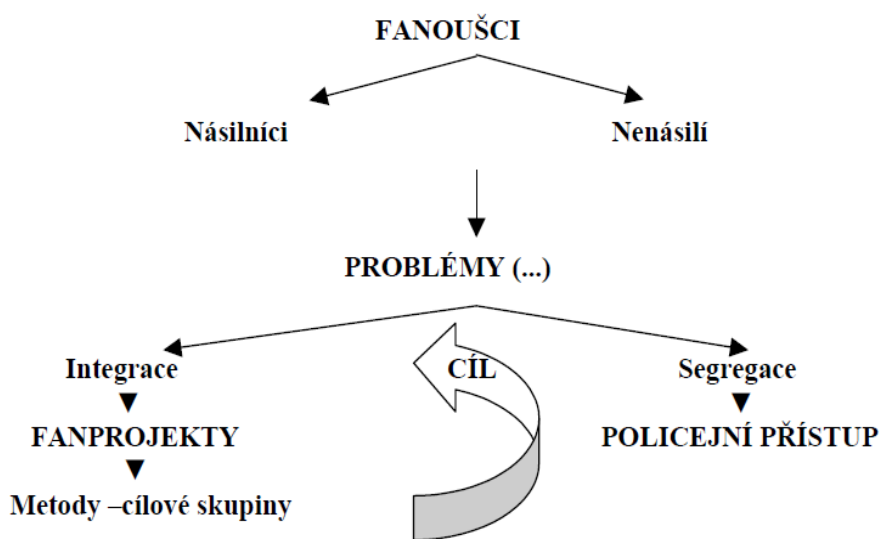 FANOUŠCI
Násilníci Nenásilí
PROBLÉMY (...)
Integrace CÍL Segregace
FANPROJEKTY POLICEJNÍ PŘÍSTUP
Metody –cílové skupiny